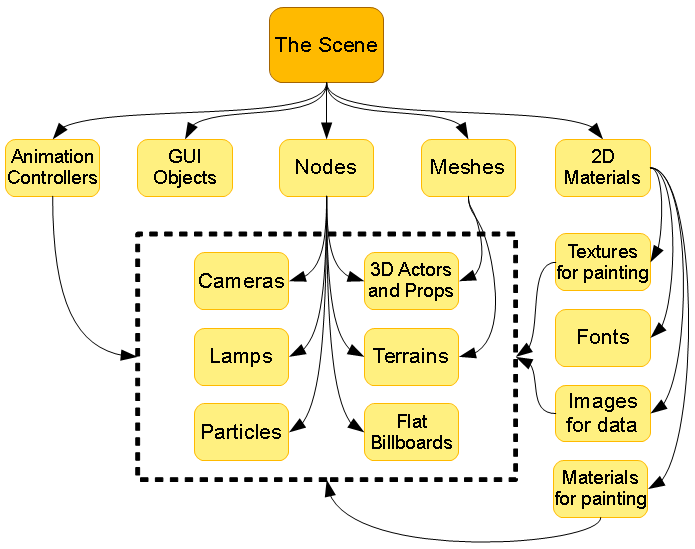 The Scene
Animation
Controllers
GUI
Objects
Nodes
Meshes
2D
Materials
Cameras
3D Actors
and Props
Textures
for painting
Lamps
Terrains
Fonts
Particles
Flat
Billboards
Images
for data
Materials
for painting